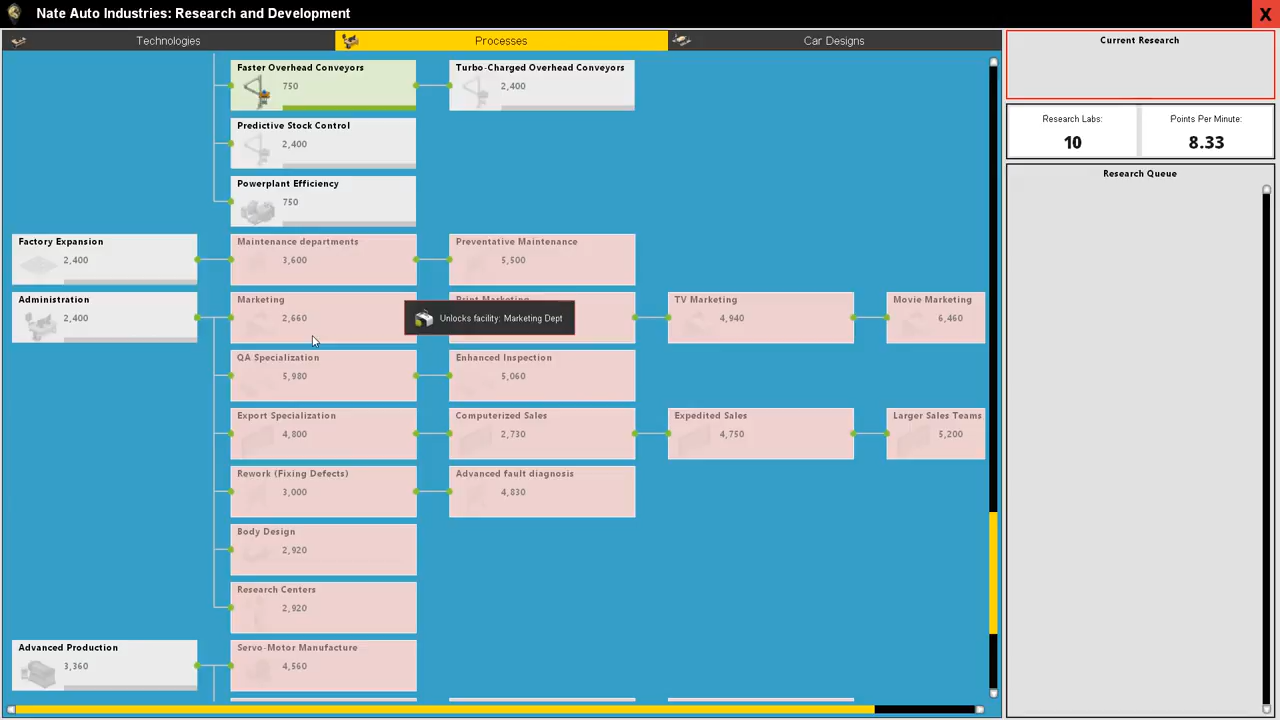 Nate Auto Industries: Research and Development
X
Technologies
Processes
Car Designs
Current Research
Research Labs:
10
Points Per Minute:
8.33
Research Queue
Faster Overhead Conveyors
750
Turbo-Charged Overhead Conveyors
2,400
Predictive Stock Control
2,400
Powerplant Efficiency
750
Factory Expansion
2,400
Maintenance departments
3,600
Preventative Maintenance
5,500
Administration
2,400
Marketing
2,660
Print Marketing
Unlocks facility: Marketing Dept
TV Marketing
4,940
Movie Marketing
6,460
QA Specialization
5,980
Enhanced Inspection
5,060
Export Specialization
4,800
Computerized Sales
2,730
Expedited Sales
4,750
Larger Sales Teams
5,200
Rework (Fixing Defects)
3,000
Advanced fault diagnosis
4,830
Body Design
2,920
Research Centers
2,920
Advanced Production
3,360
Servo-Motor Manufacture
4,560